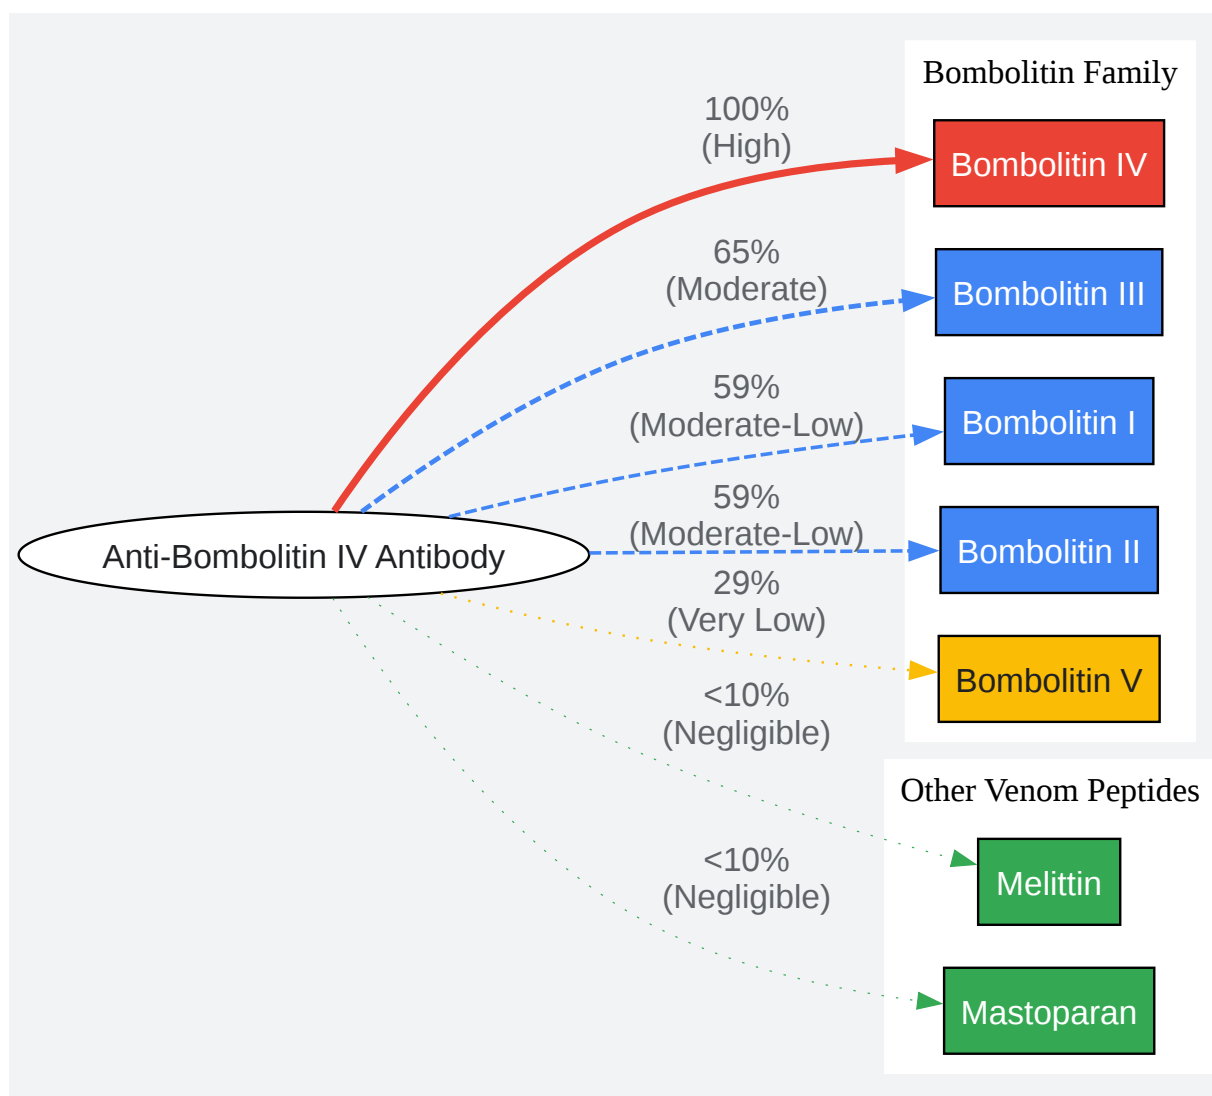 Bombolitin Family
100%
(High)
Bombolitin IV
65%
(Moderate)
Bombolitin III
59%
(Moderate-Low)
Bombolitin I
59%
(Moderate-Low)
Bombolitin II
Anti-Bombolitin IV Antibody
29%
(Very Low)
Bombolitin V
<10%
(Negligible)
Other Venom Peptides
Melittin
<10%
(Negligible)
Mastoparan